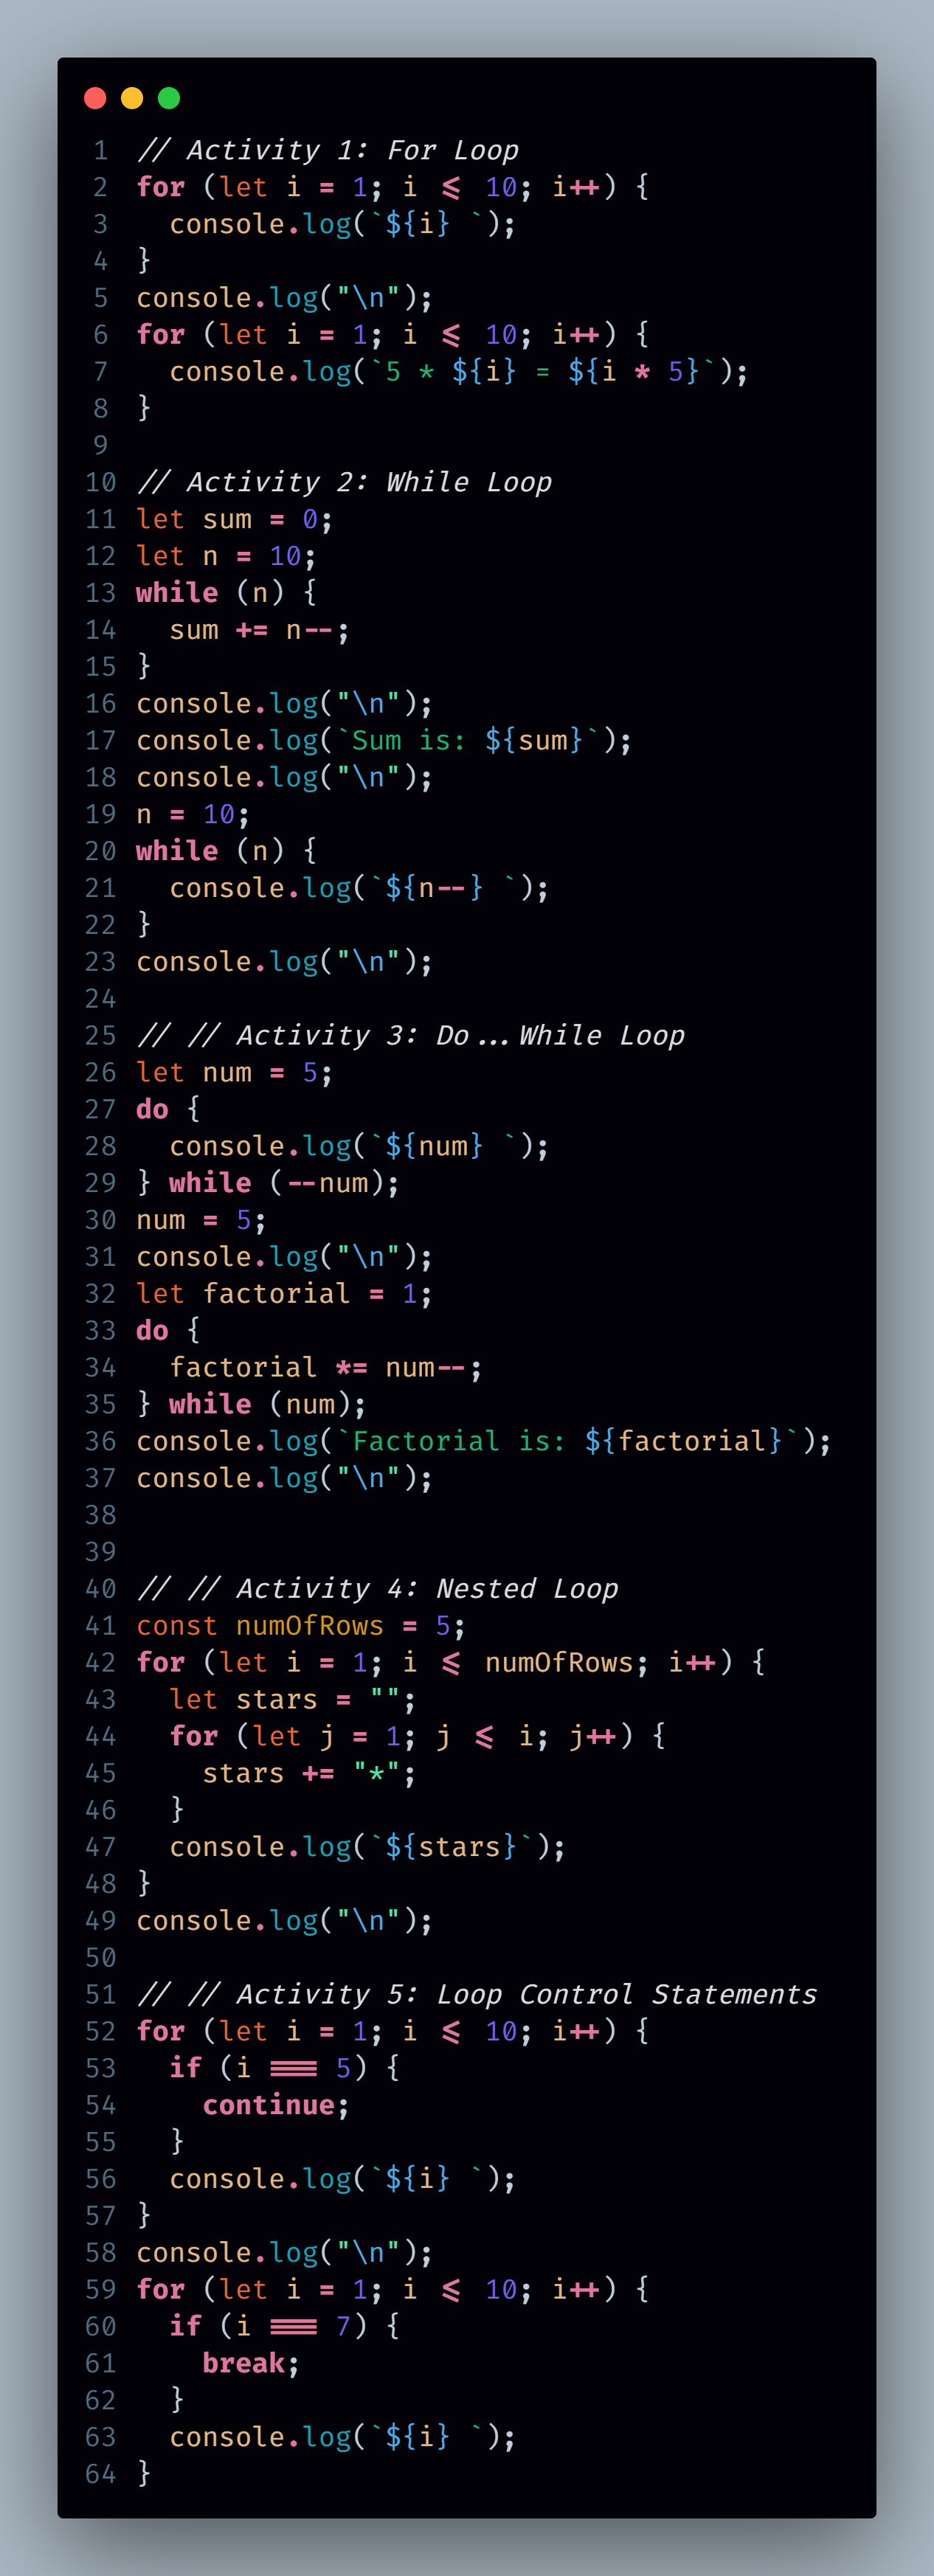 1 // Activity 1: For Loop
2 for (let i = 1; i <= 10; i++) {
3   console.log(`${i} `);
4 }
5 console.log("\n");
6 for (let i = 1; i <= 10; i++) {
7   console.log(`5 * ${i} = ${i * 5}`);
8 }
9
10 // Activity 2: While Loop
11 let sum = 0;
12 let n = 10;
13 while (n) {
14   sum += n--;
15 }
16 console.log("\n");
17 console.log(`Sum is: ${sum}`);
18 console.log("\n");
19 n = 10;
20 while (n) {
21   console.log(`${n--} `);
22 }
23 console.log("\n");
24
25 // // Activity 3: Do...While Loop
26 let num = 5;
27 do {
28   console.log(`${num} `);
29 } while (--num);
30 num = 5;
31 console.log("\n");
32 let factorial = 1;
33 do {
34   factorial *= num--;
35 } while (num);
36 console.log(`Factorial is: ${factorial}`);
37 console.log("\n");
38
39
40 // // Activity 4: Nested Loop
41 const numOfRows = 5;
42 for (let i = 1; i <= numOfRows; i++) {
43   let stars = "";
44   for (let j = 1; j <= i; j++) {
45     stars += "*";
46   }
47   console.log(`${stars}`);
48 }
49 console.log("\n");
50
51 // // Activity 5: Loop Control Statements
52 for (let i = 1; i <= 10; i++) {
53   if (i === 5) {
54     continue;
55   }
56   console.log(`${i} `);
57 }
58 console.log("\n");
59 for (let i = 1; i <= 10; i++) {
60   if (i === 7) {
61     break;
62   }
63   console.log(`${i} `);
64 }